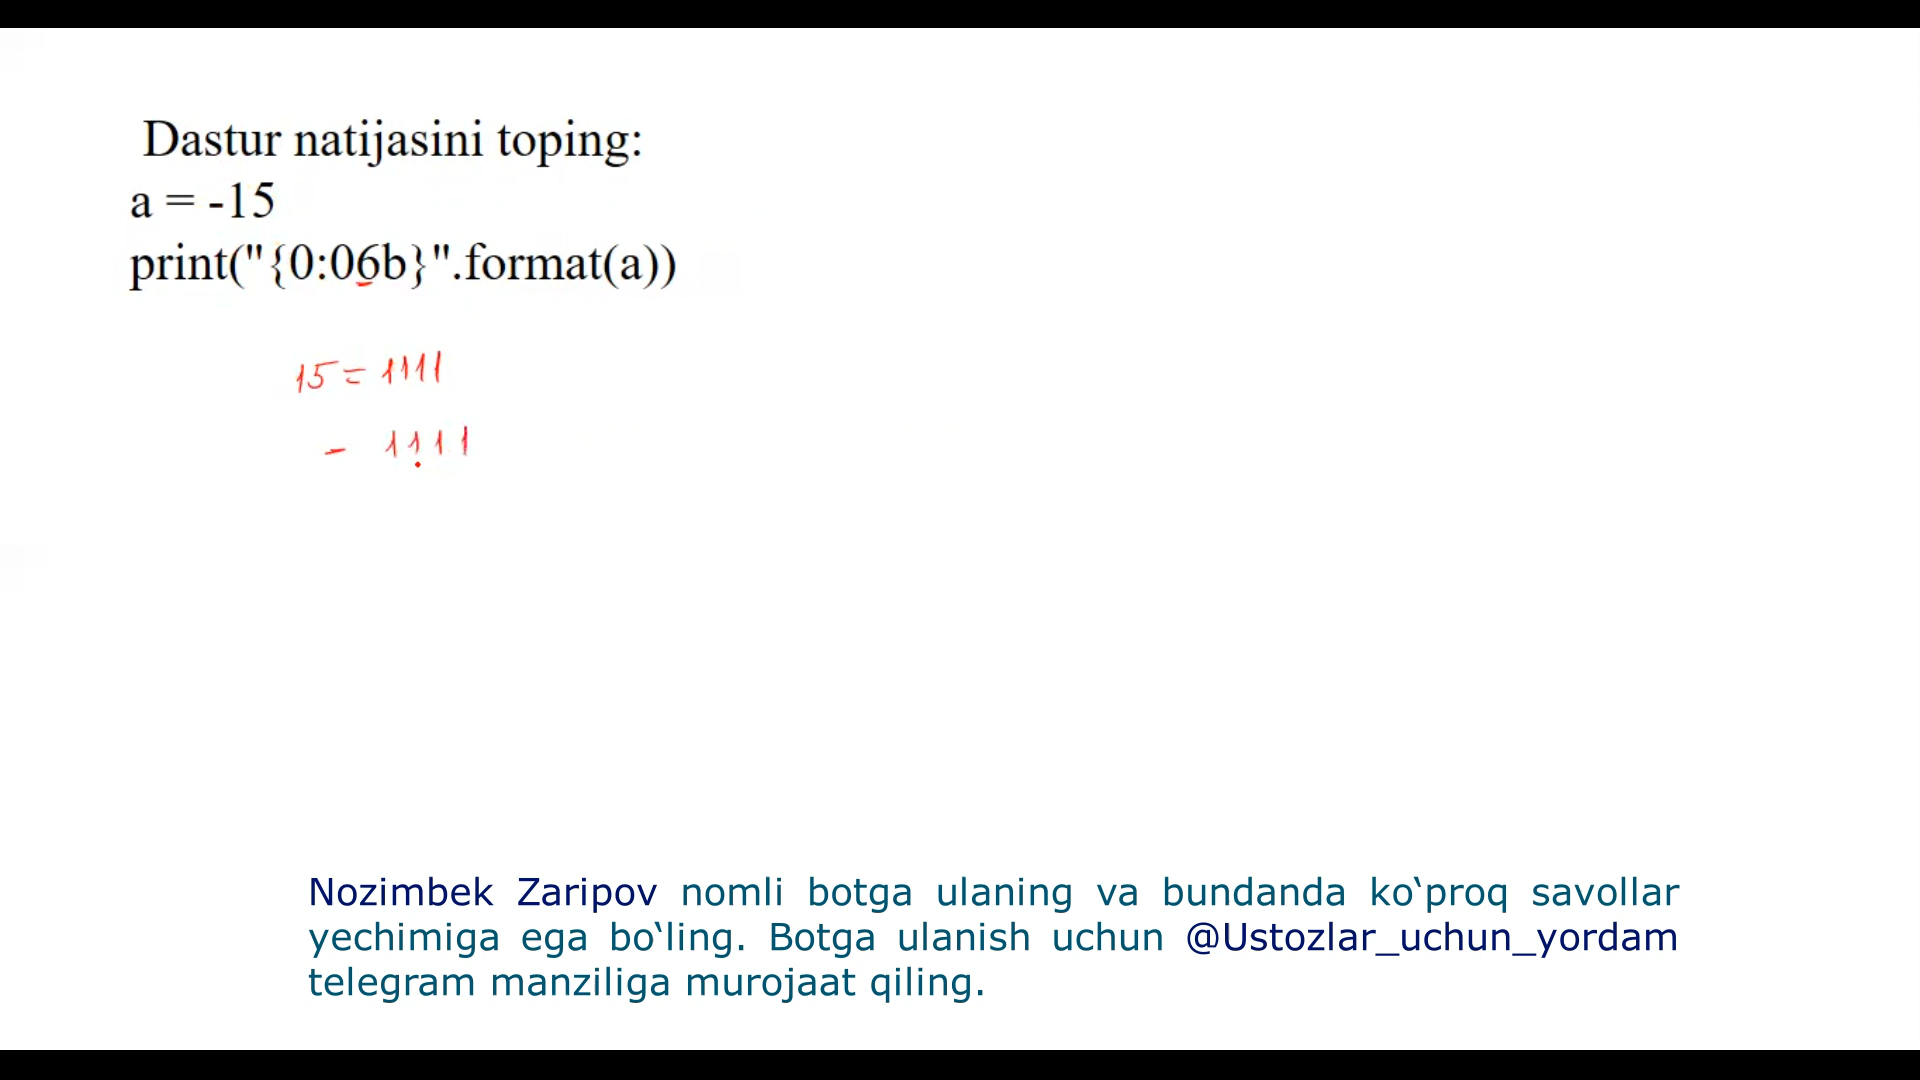 Dastur natijasini toping:
a = -15
print("{0:06b}".format(a))
15 = 1111
- 1111
Nozimbek Zaripov nomli botga ulaning va bundanda ko‘proq savollar
yechimiga ega bo‘ling. Botga ulanish uchun @Ustozlar_uchun_yordam
telegram manziliga murojaat qiling.